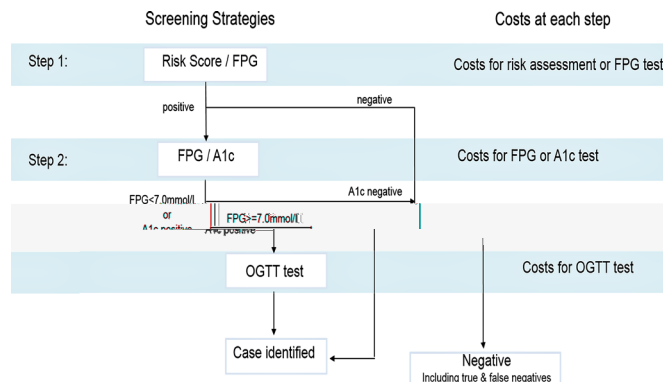 Screening Strategies
Costs at each step
Step 1:
Risk Score / FPG
Costs for risk assessment or FPG test
positive
negative
Step 2:
FPG / A1c
Costs for FPG or A1c test
A1c negative
FPG<7.0mmol/L
or
FPG>=7.0mmol/l
A1c positive
OGTT test
Costs for OGTT test
Case identified
Negative
Including true & false negatives